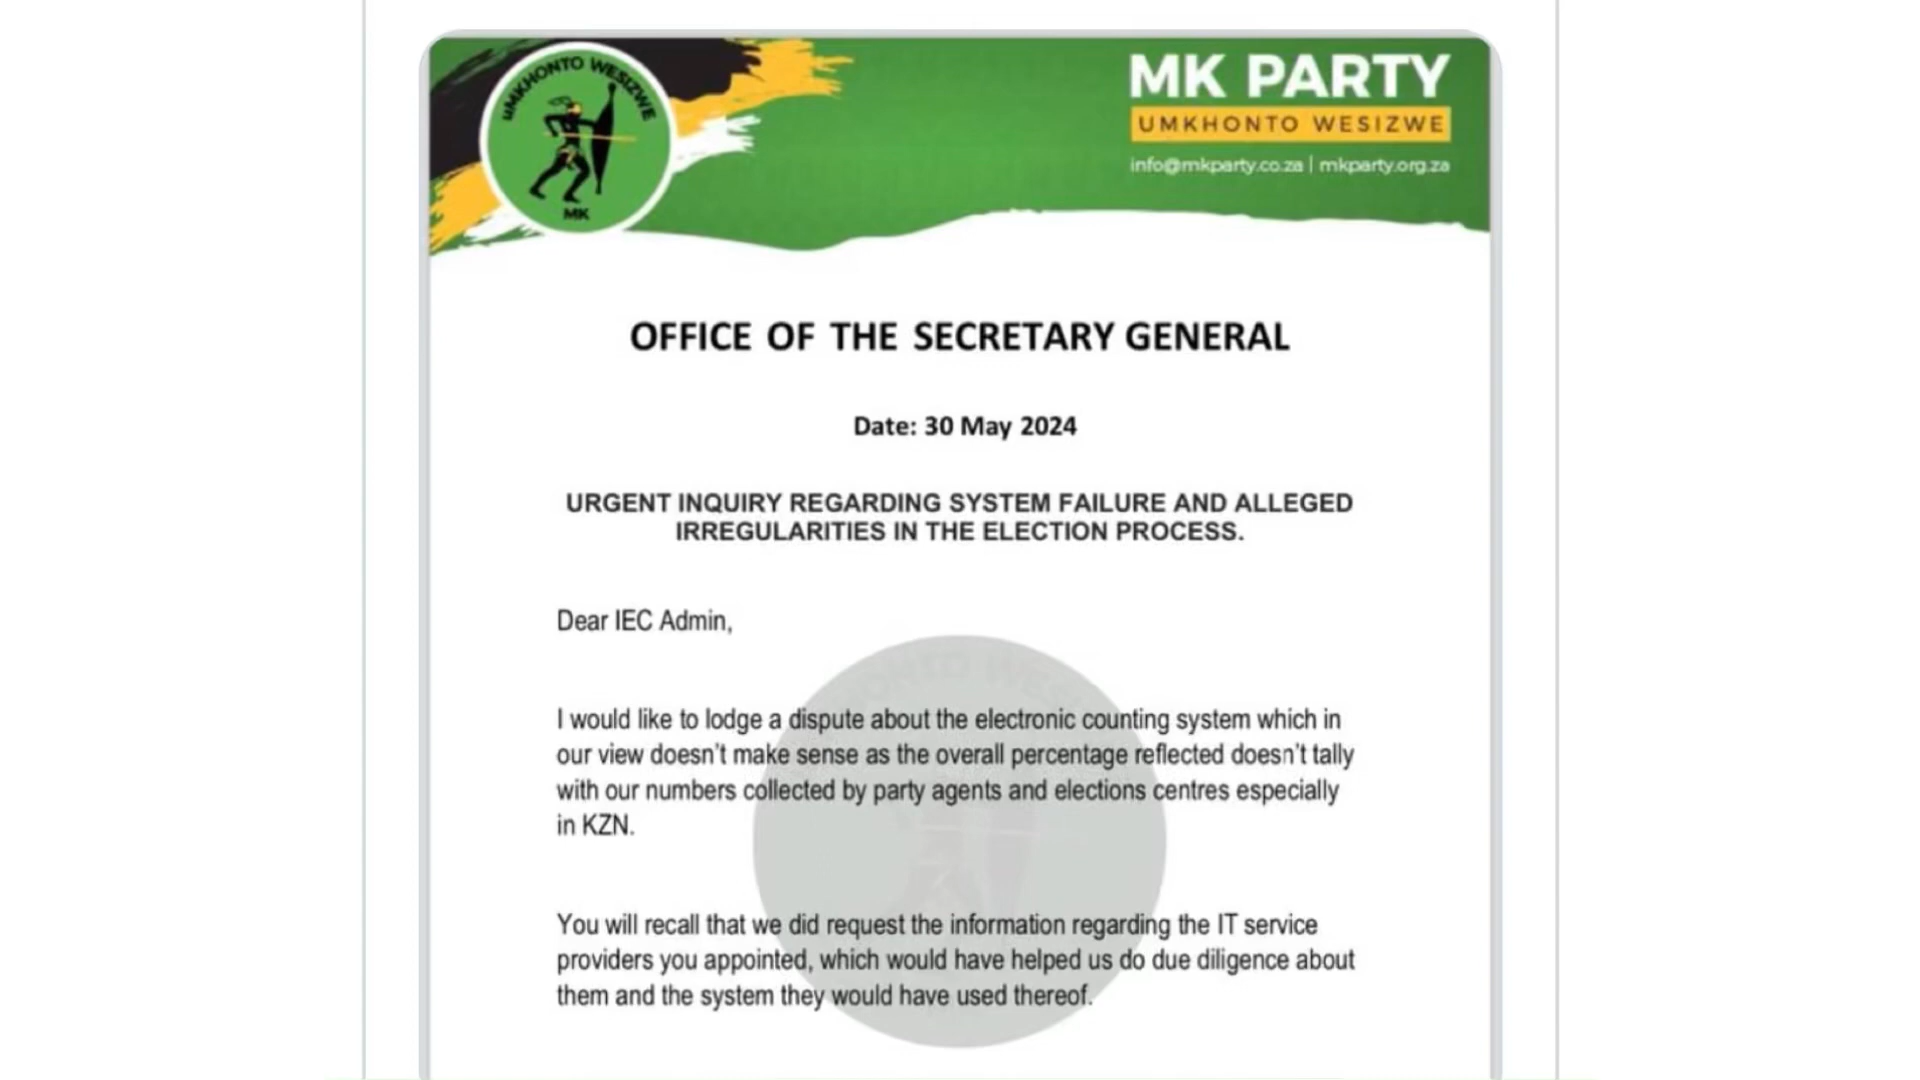 UMKHONTO WESIZWE
MK
MK PARTY
UMKHONTO WESIZWE
info@mkparty.co.za | mkparty.org.za
OFFICE OF THE SECRETARY GENERAL
Date: 30 May 2024
URGENT INQUIRY REGARDING SYSTEM FAILURE AND ALLEGED
IRREGULARITIES IN THE ELECTION PROCESS.
Dear IEC Admin,
I would like to lodge a dispute about the electronic counting system which in
our view doesn't make sense as the overall percentage reflected doesn't tally
with our numbers collected by party agents and elections centres especially
in KZN.
You will recall that we did request the information regarding the IT service
providers you appointed, which would have helped us do due diligence about
them and the system they would have used thereof.